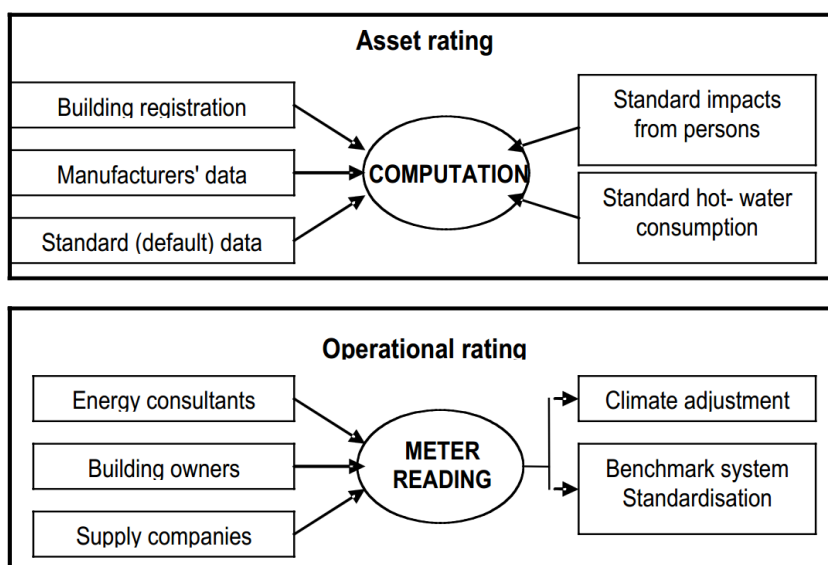 Asset rating
Building registration
Manufacturers' data
Standard (default) data
COMPUTATION
Standard impacts
from persons
Standard hot- water
consumption
Operational rating
Energy consultants
Building owners
Supply companies
METER
READING
Climate adjustment
Benchmark system
Standardisation